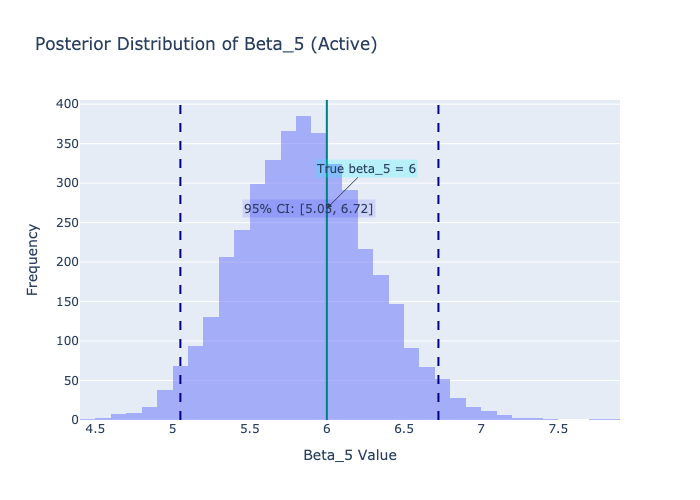 Posterior Distribution of Beta_5 (Active)
400
350
300
250
200
150
100
50
0
Frequency
True beta_5 = 6
95% CI: [5.05, 6.72]
4.5 5 5.5 6 6.5 7 7.5
Beta_5 Value